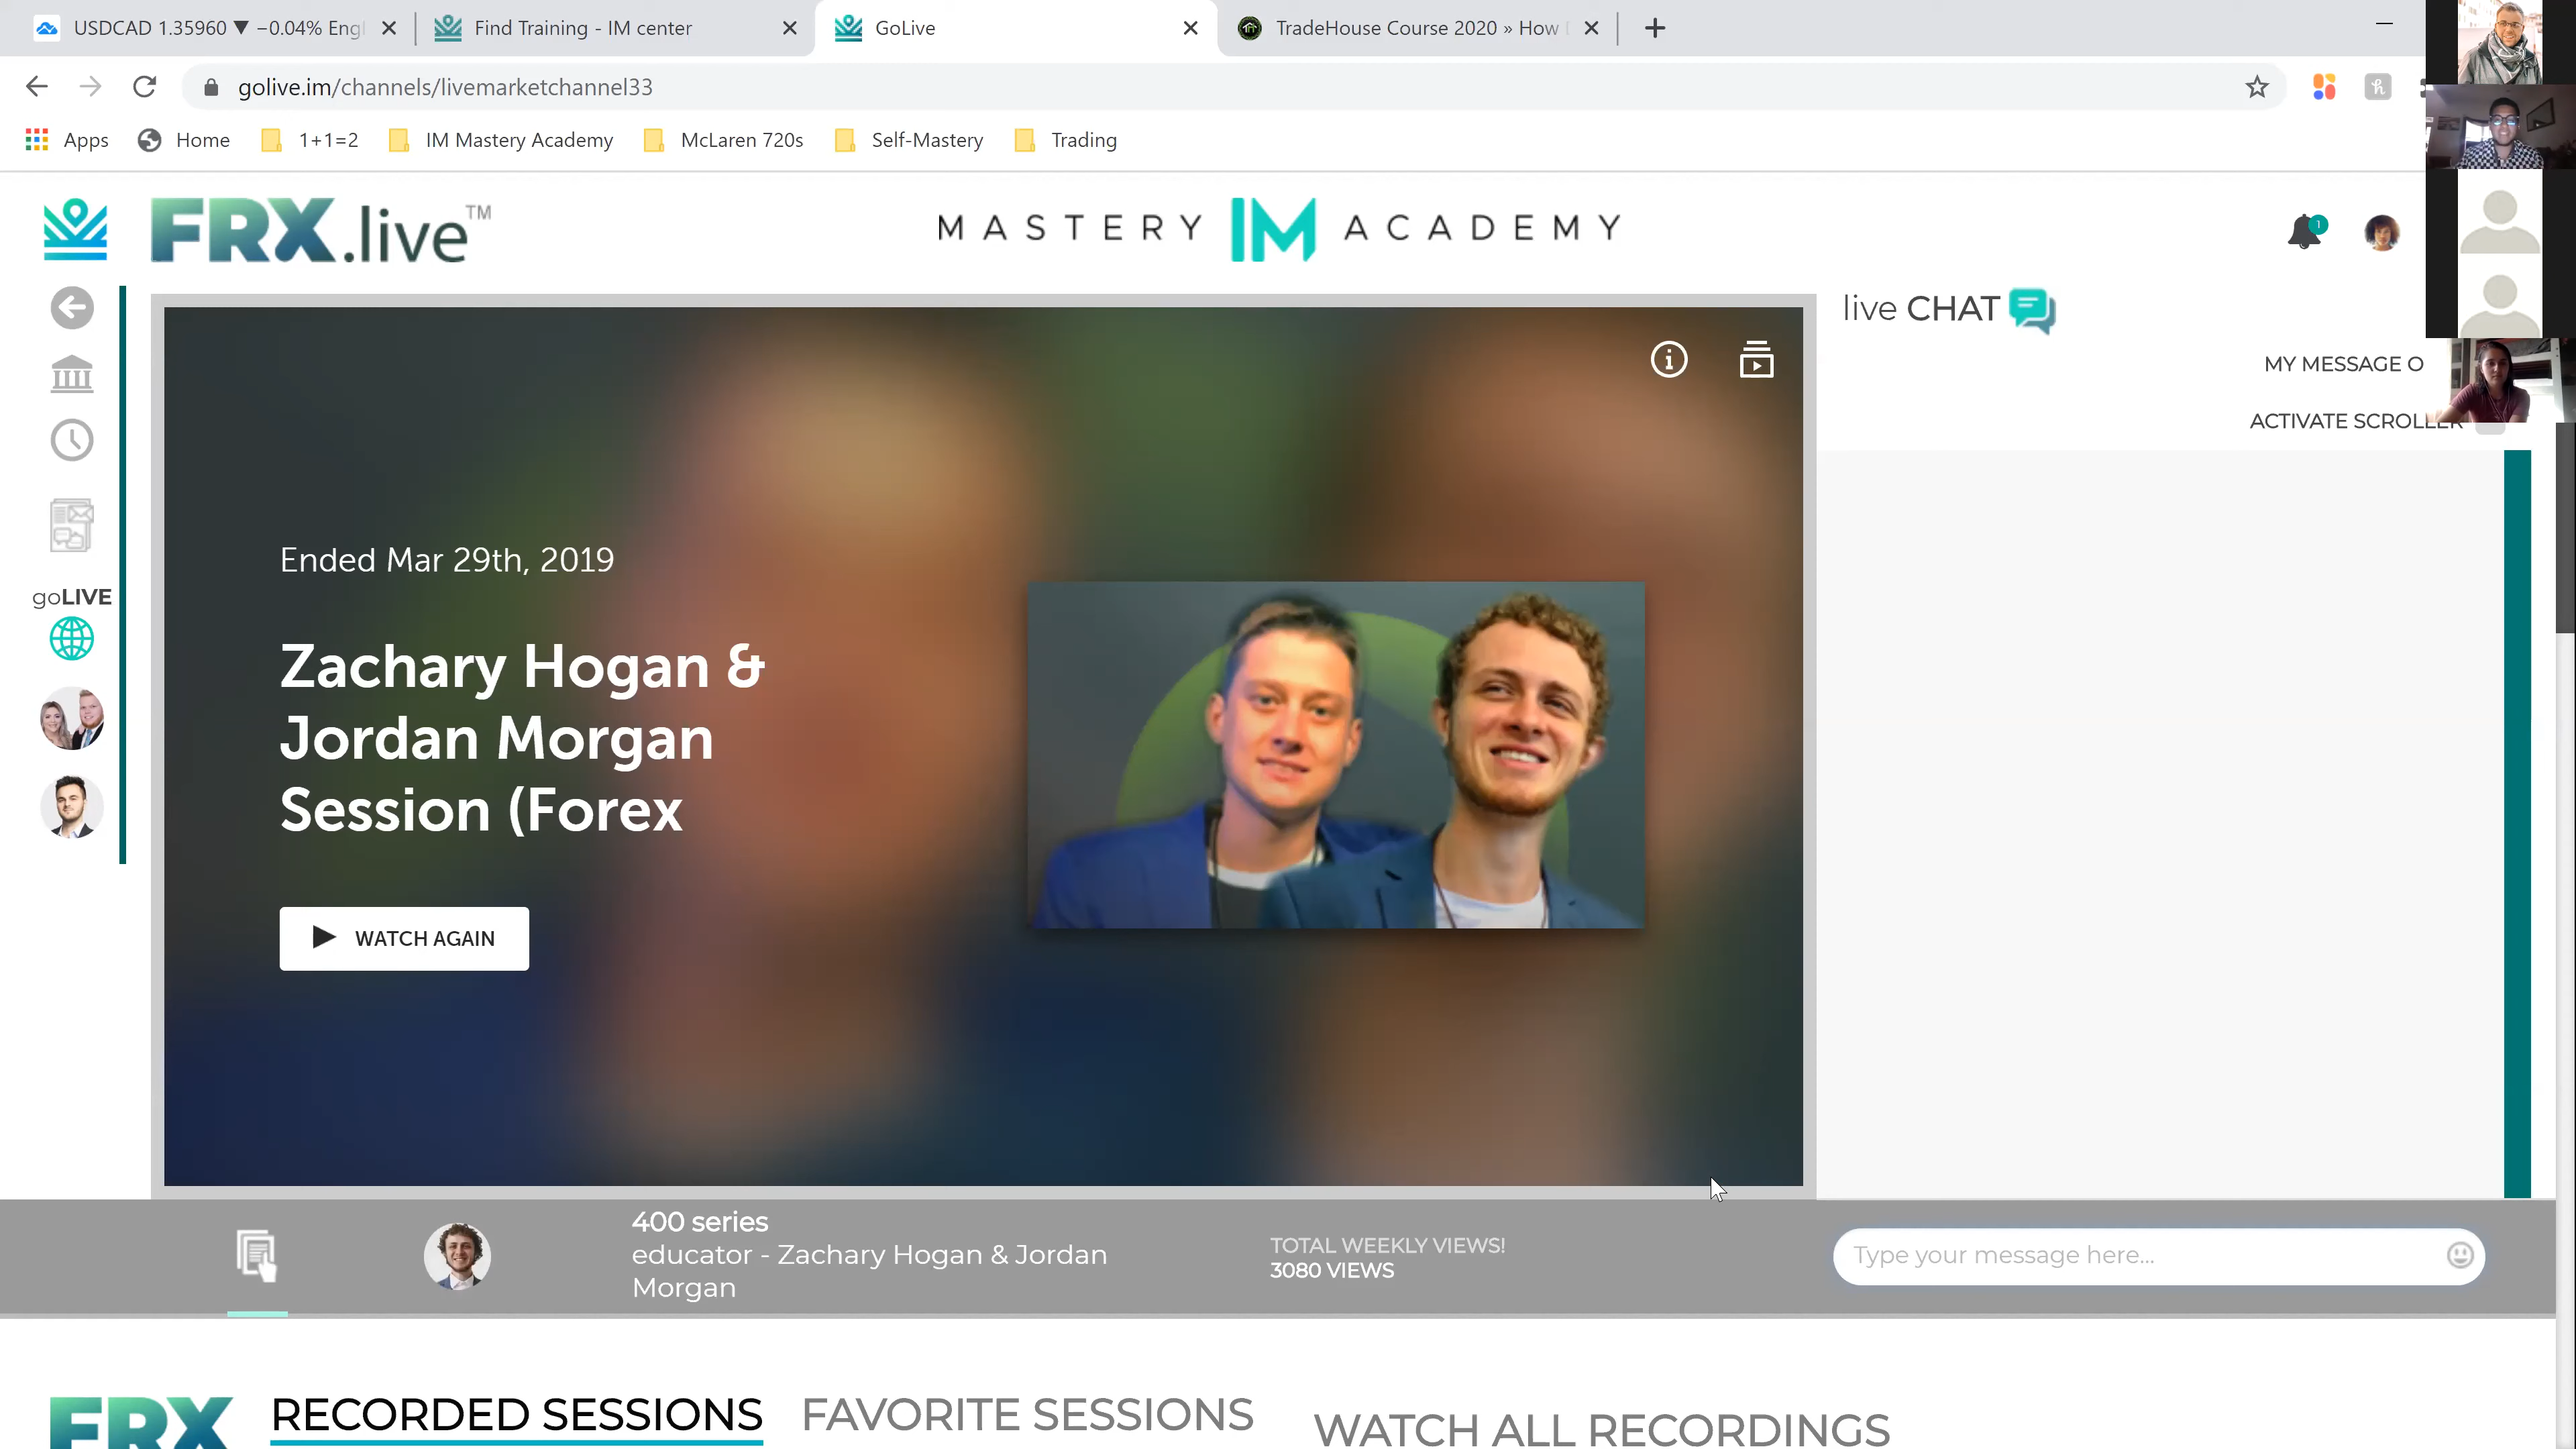 USDCAD 1.35960 ▼ −0.04% Engl
Find Training - IM center
GoLive
TradeHouse Course 2020 » How
golive.im/channels/livemarketchannel33
Apps
Home
1+1=2
IM Mastery Academy
McLaren 720s
Self-Mastery
Trading
FRX.live™
MASTERY IM ACADEMY
1
live CHAT
MY MESSAGE O
ACTIVATE SCROLLER
goLIVE
Ended Mar 29th, 2019
Zachary Hogan &
Jordan Morgan
Session (Forex
WATCH AGAIN
400 series
educator - Zachary Hogan & Jordan
Morgan
TOTAL WEEKLY VIEWS!
3080 VIEWS
Type your message here...
FRX
RECORDED SESSIONS
FAVORITE SESSIONS
WATCH ALL RECORDINGS